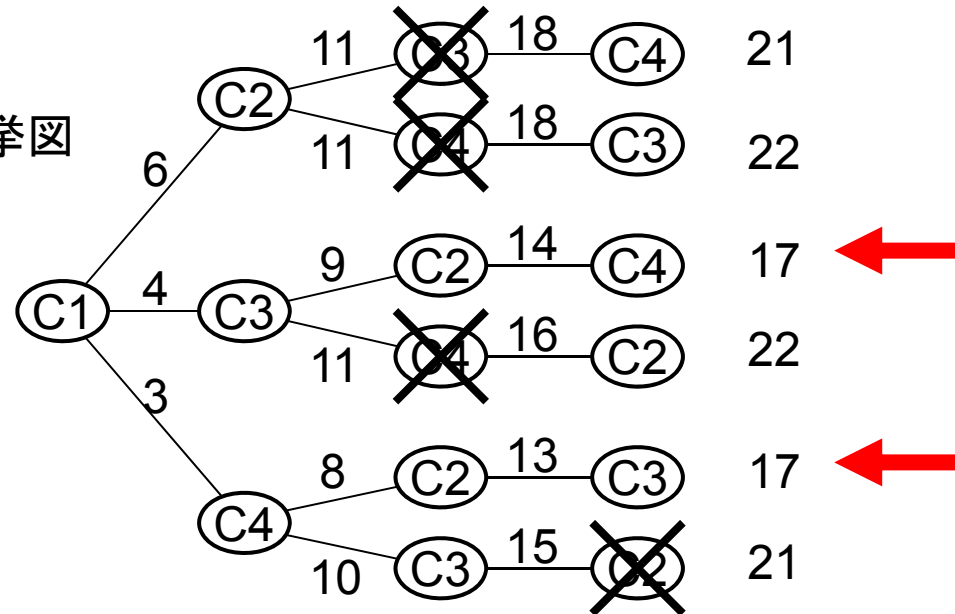 11 C3 18 C4 21
C2
挙図
11 C4 18 C3 22
6
9 C2 14 C4 17
C1 4 C3
11 C4 16 C2 22
3
8 C2 13 C3 17
C4
10 C3 15 C2 21